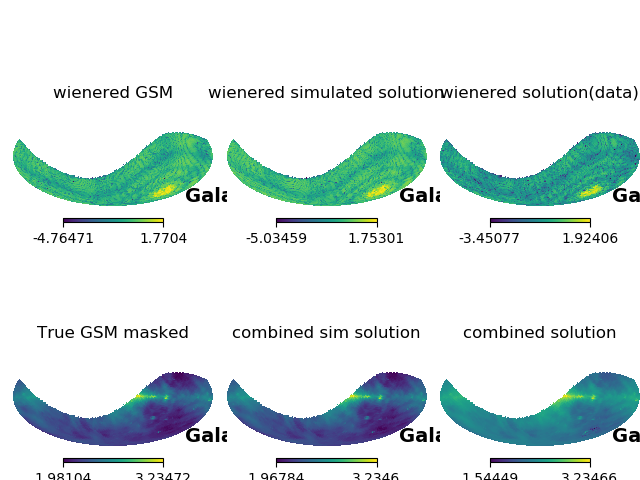 wienered GSM
wienered simulated solution
wienered solution(data)
Gala
Gala
Ga
-4.76471 1.7704
-5.03459 1.75301
-3.45077 1.92406
True GSM masked
combined sim solution
combined solution
Gala
Gala
Ga
1.98104 3.23472
1.96784 3.2346
1.54449 3.23466